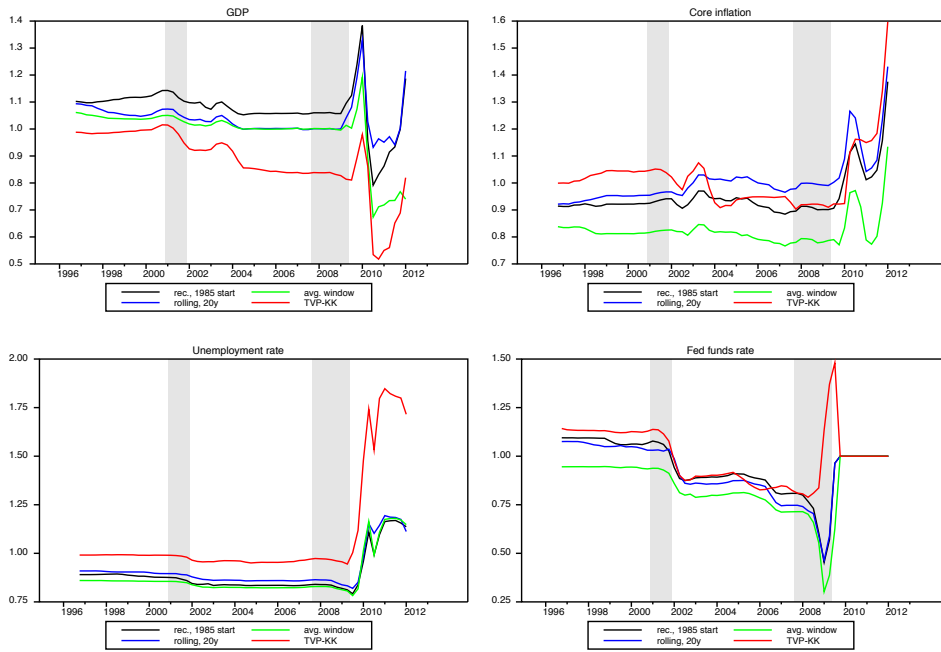 GDP
1.4
1.3
1.2
1.1
1.0
0.9
0.8
0.7
0.6
0.5
1996 1998 2000 2002 2004 2006 2008 2010 2012
rec., 1985 start avg. window
rolling, 20y TVP-KK
Core inflation
1.6
1.5
1.4
1.3
1.2
1.1
1.0
0.9
0.8
0.7
1996 1998 2000 2002 2004 2006 2008 2010 2012
rec., 1985 start avg. window
rolling, 20y TVP-KK
Unemployment rate
2.00
1.75
1.50
1.25
1.00
0.75
1996 1998 2000 2002 2004 2006 2008 2010 2012
rec., 1985 start avg. window
rolling, 20y TVP-KK
Fed funds rate
1.50
1.25
1.00
0.75
0.50
0.25
1996 1998 2000 2002 2004 2006 2008 2010 2012
rec., 1985 start avg. window
rolling, 20y TVP-KK